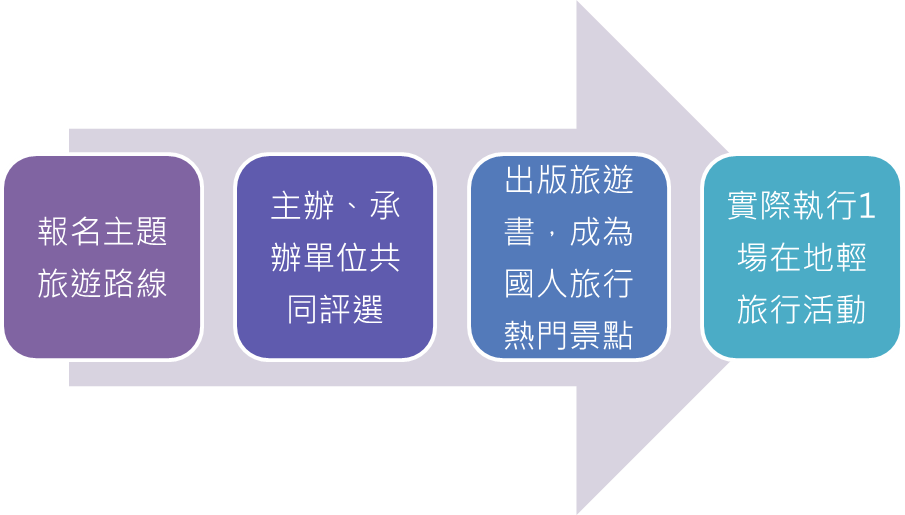 報名主題
旅遊路線
主辦、承
辦單位共
同評選
出版旅遊
書，成為
國人旅行
熱門景點
實際執行1
場在地輕
旅行活動